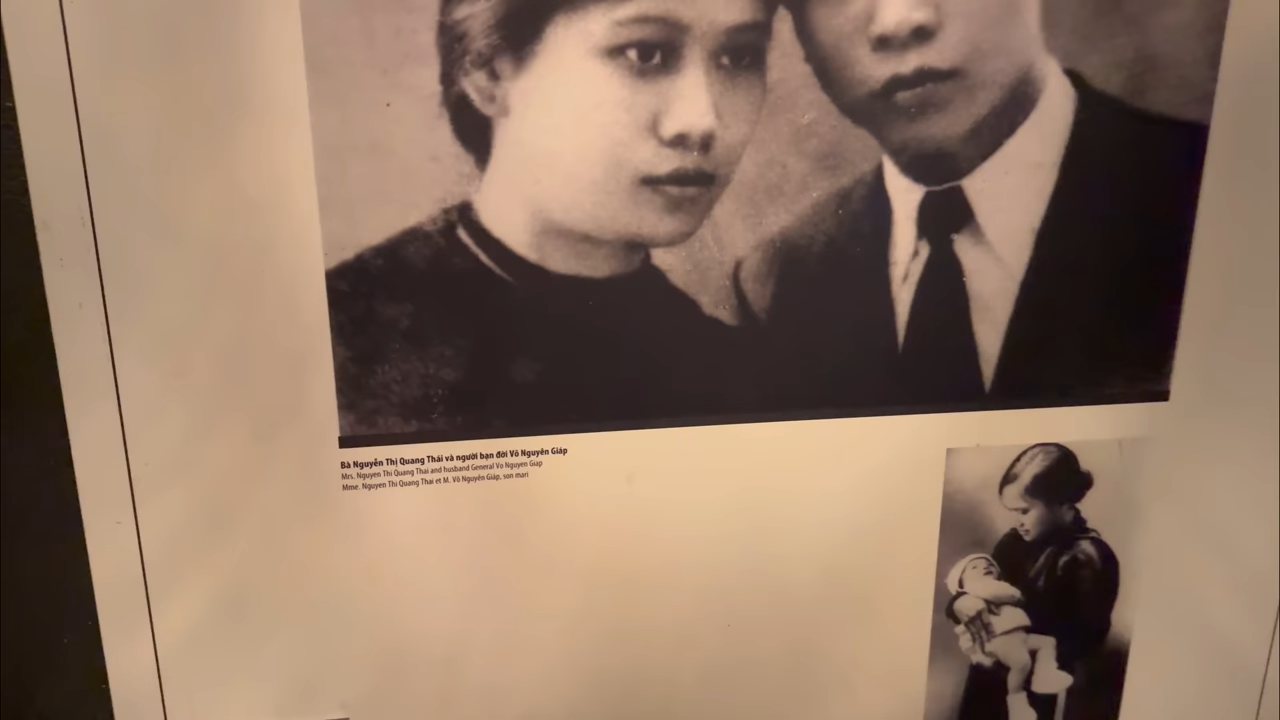 Bà Nguyễn Thị Quang Thái và người bạn đời Võ Nguyên Giáp
Mrs. Nguyen Thi Quang Thai and husband General Vo Nguyen Giap
Mme. Nguyen Thi Quang Thai et M. Võ Nguyên Giáp, son mari